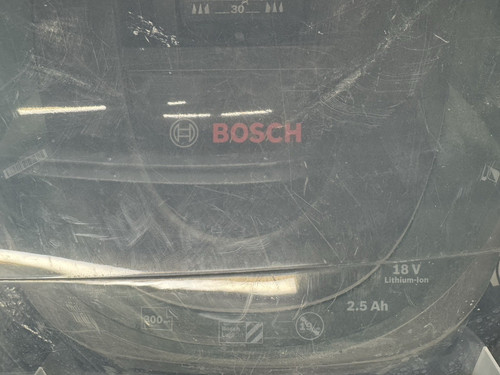 30
BOSCH
18 V
Lithium-Ion
2.5 Ah
300